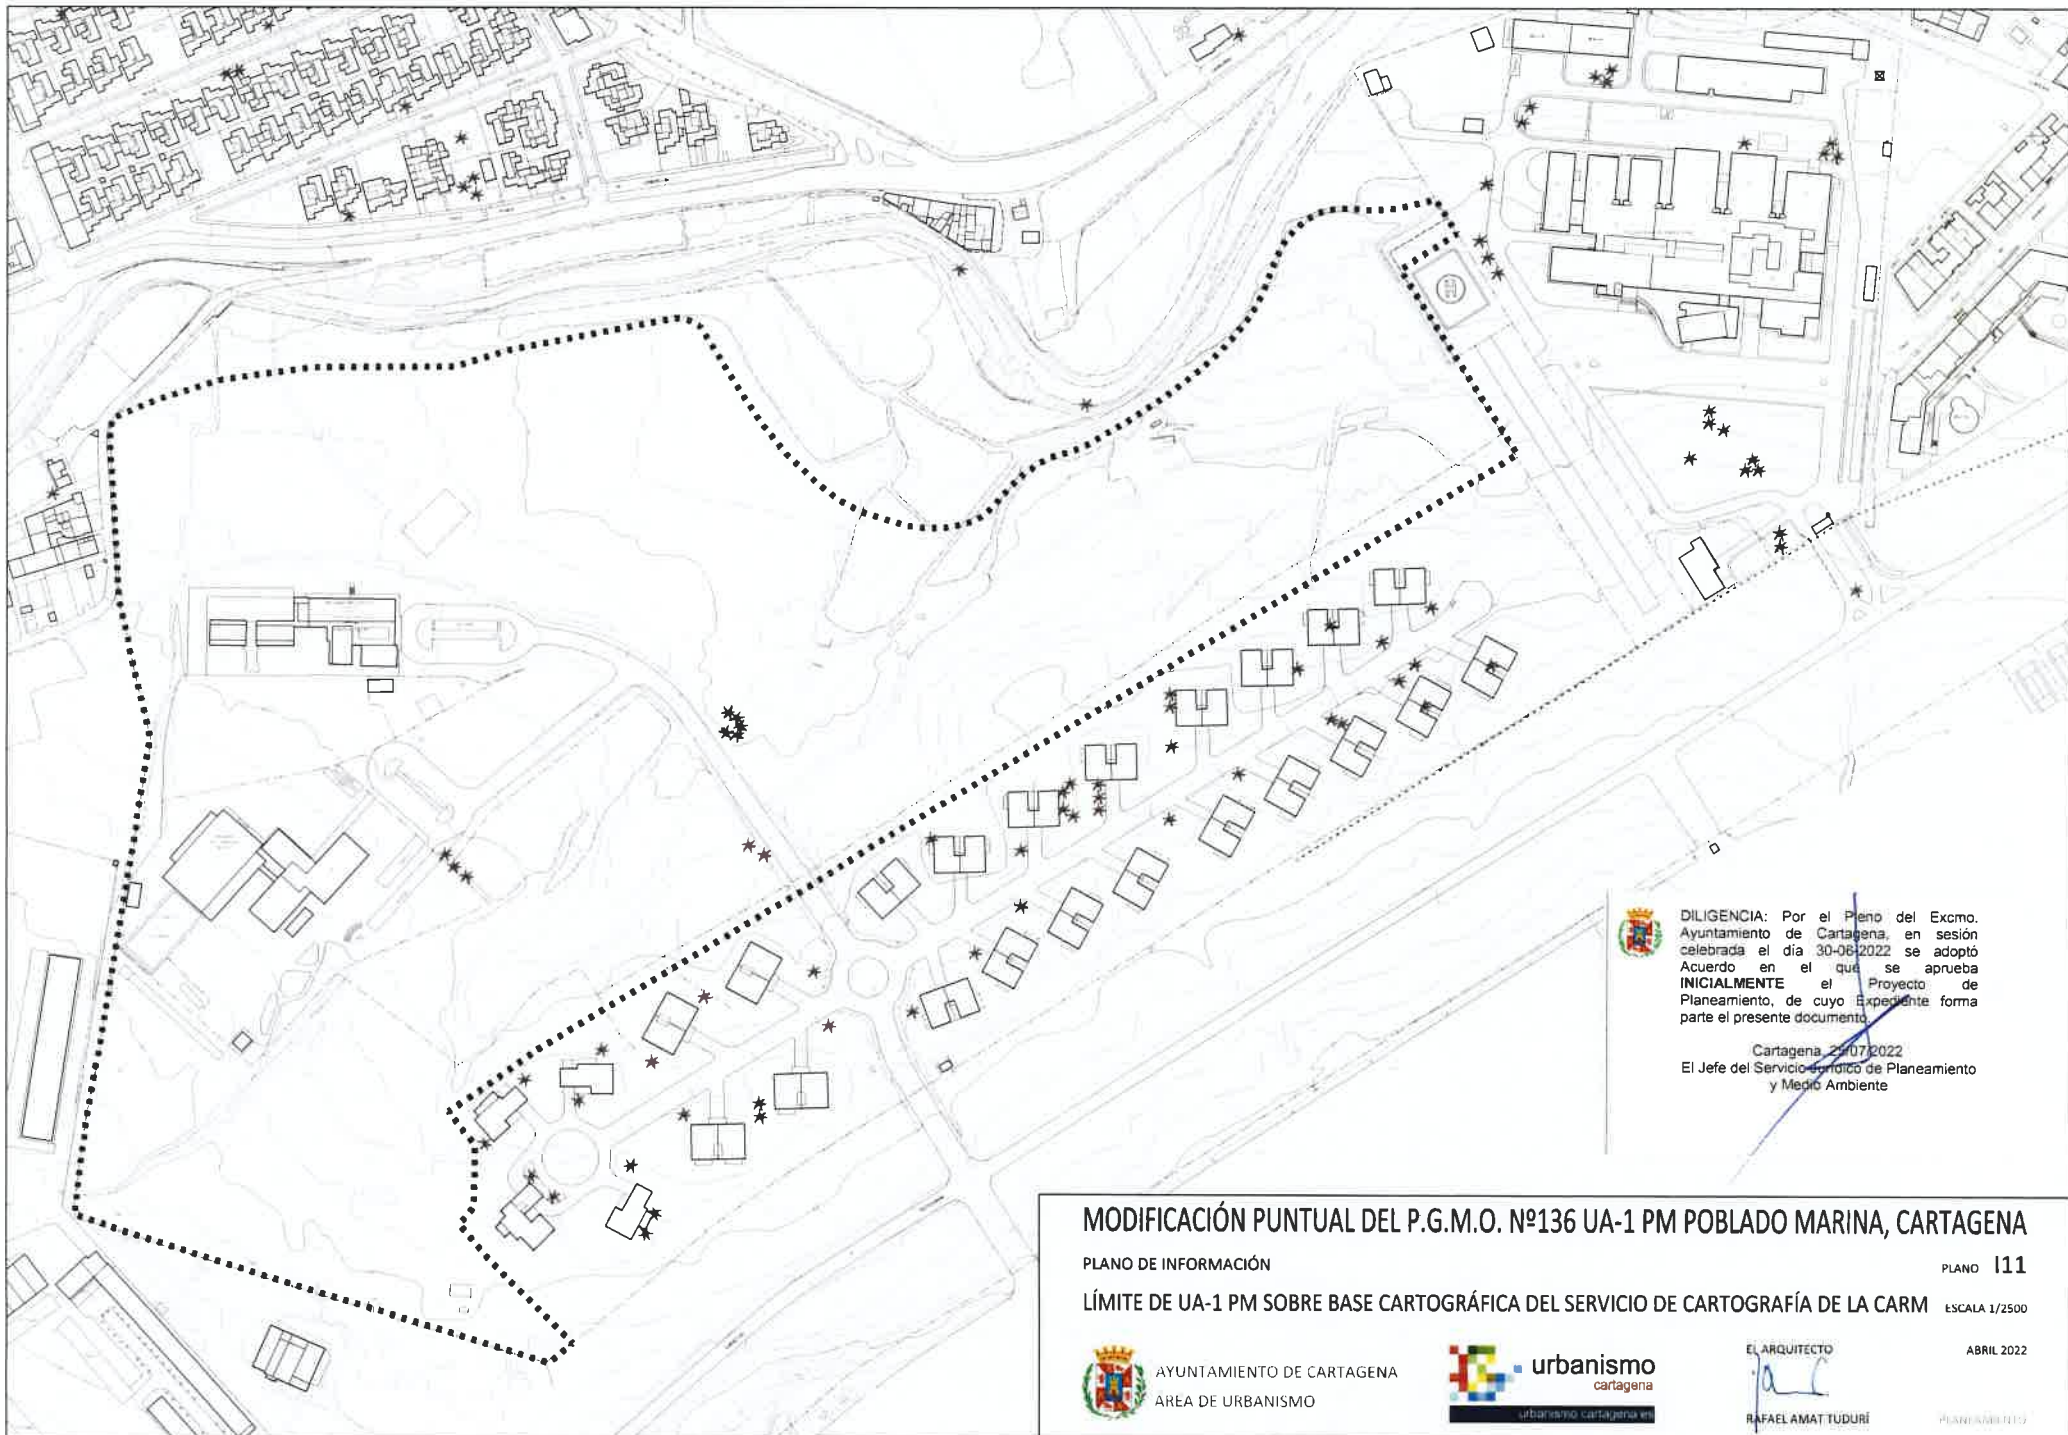 H
DILIGENCIA: Por el Pleno del Excmo.
Ayuntamiento de Cartagena, en sesión
celebrada el día 30-06-2022 se adoptó
Acuerdo en el que se aprueba
INICIALMENTE el Proyecto de
Planeamiento, de cuyo Expediente forma
parte el presente documento.
Cartagena, 29/07/2022
El Jefe del Servicio Jurídico de Planeamiento
y Medio Ambiente
MODIFICACIÓN PUNTUAL DEL P.G.M.O. Nº136 UA-1 PM POBLADO MARINA, CARTAGENA
PLANO DE INFORMACIÓN
PLANO I11
LÍMITE DE UA-1 PM SOBRE BASE CARTOGRÁFICA DEL SERVICIO DE CARTOGRAFÍA DE LA CARM ESCALA 1/2500
AYUNTAMIENTO DE CARTAGENA
AREA DE URBANISMO
urbanismo
cartagena
urbanismo.cartagena.es
EL ARQUITECTO
RAFAEL AMAT TUDURÍ
ABRIL 2022
PLANEAMIENTO